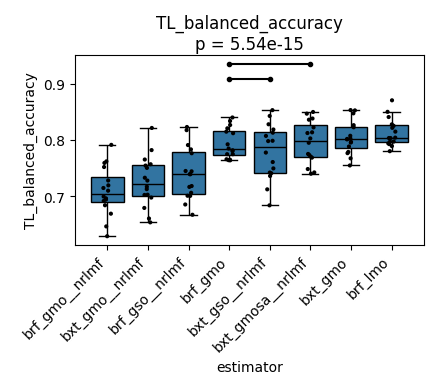 TL_balanced_accuracy
p = 5.54e-15
TL_balanced_accuracy
0.9
0.8
0.7
brf_gmo__nrlmf
bxt_gmo__nrlmf
brf_gso__nrlmf
brf_gmo
bxt_gso__nrlmf
bxt_gmosa__nrlmf
bxt_gmo
brf_lmo
estimator